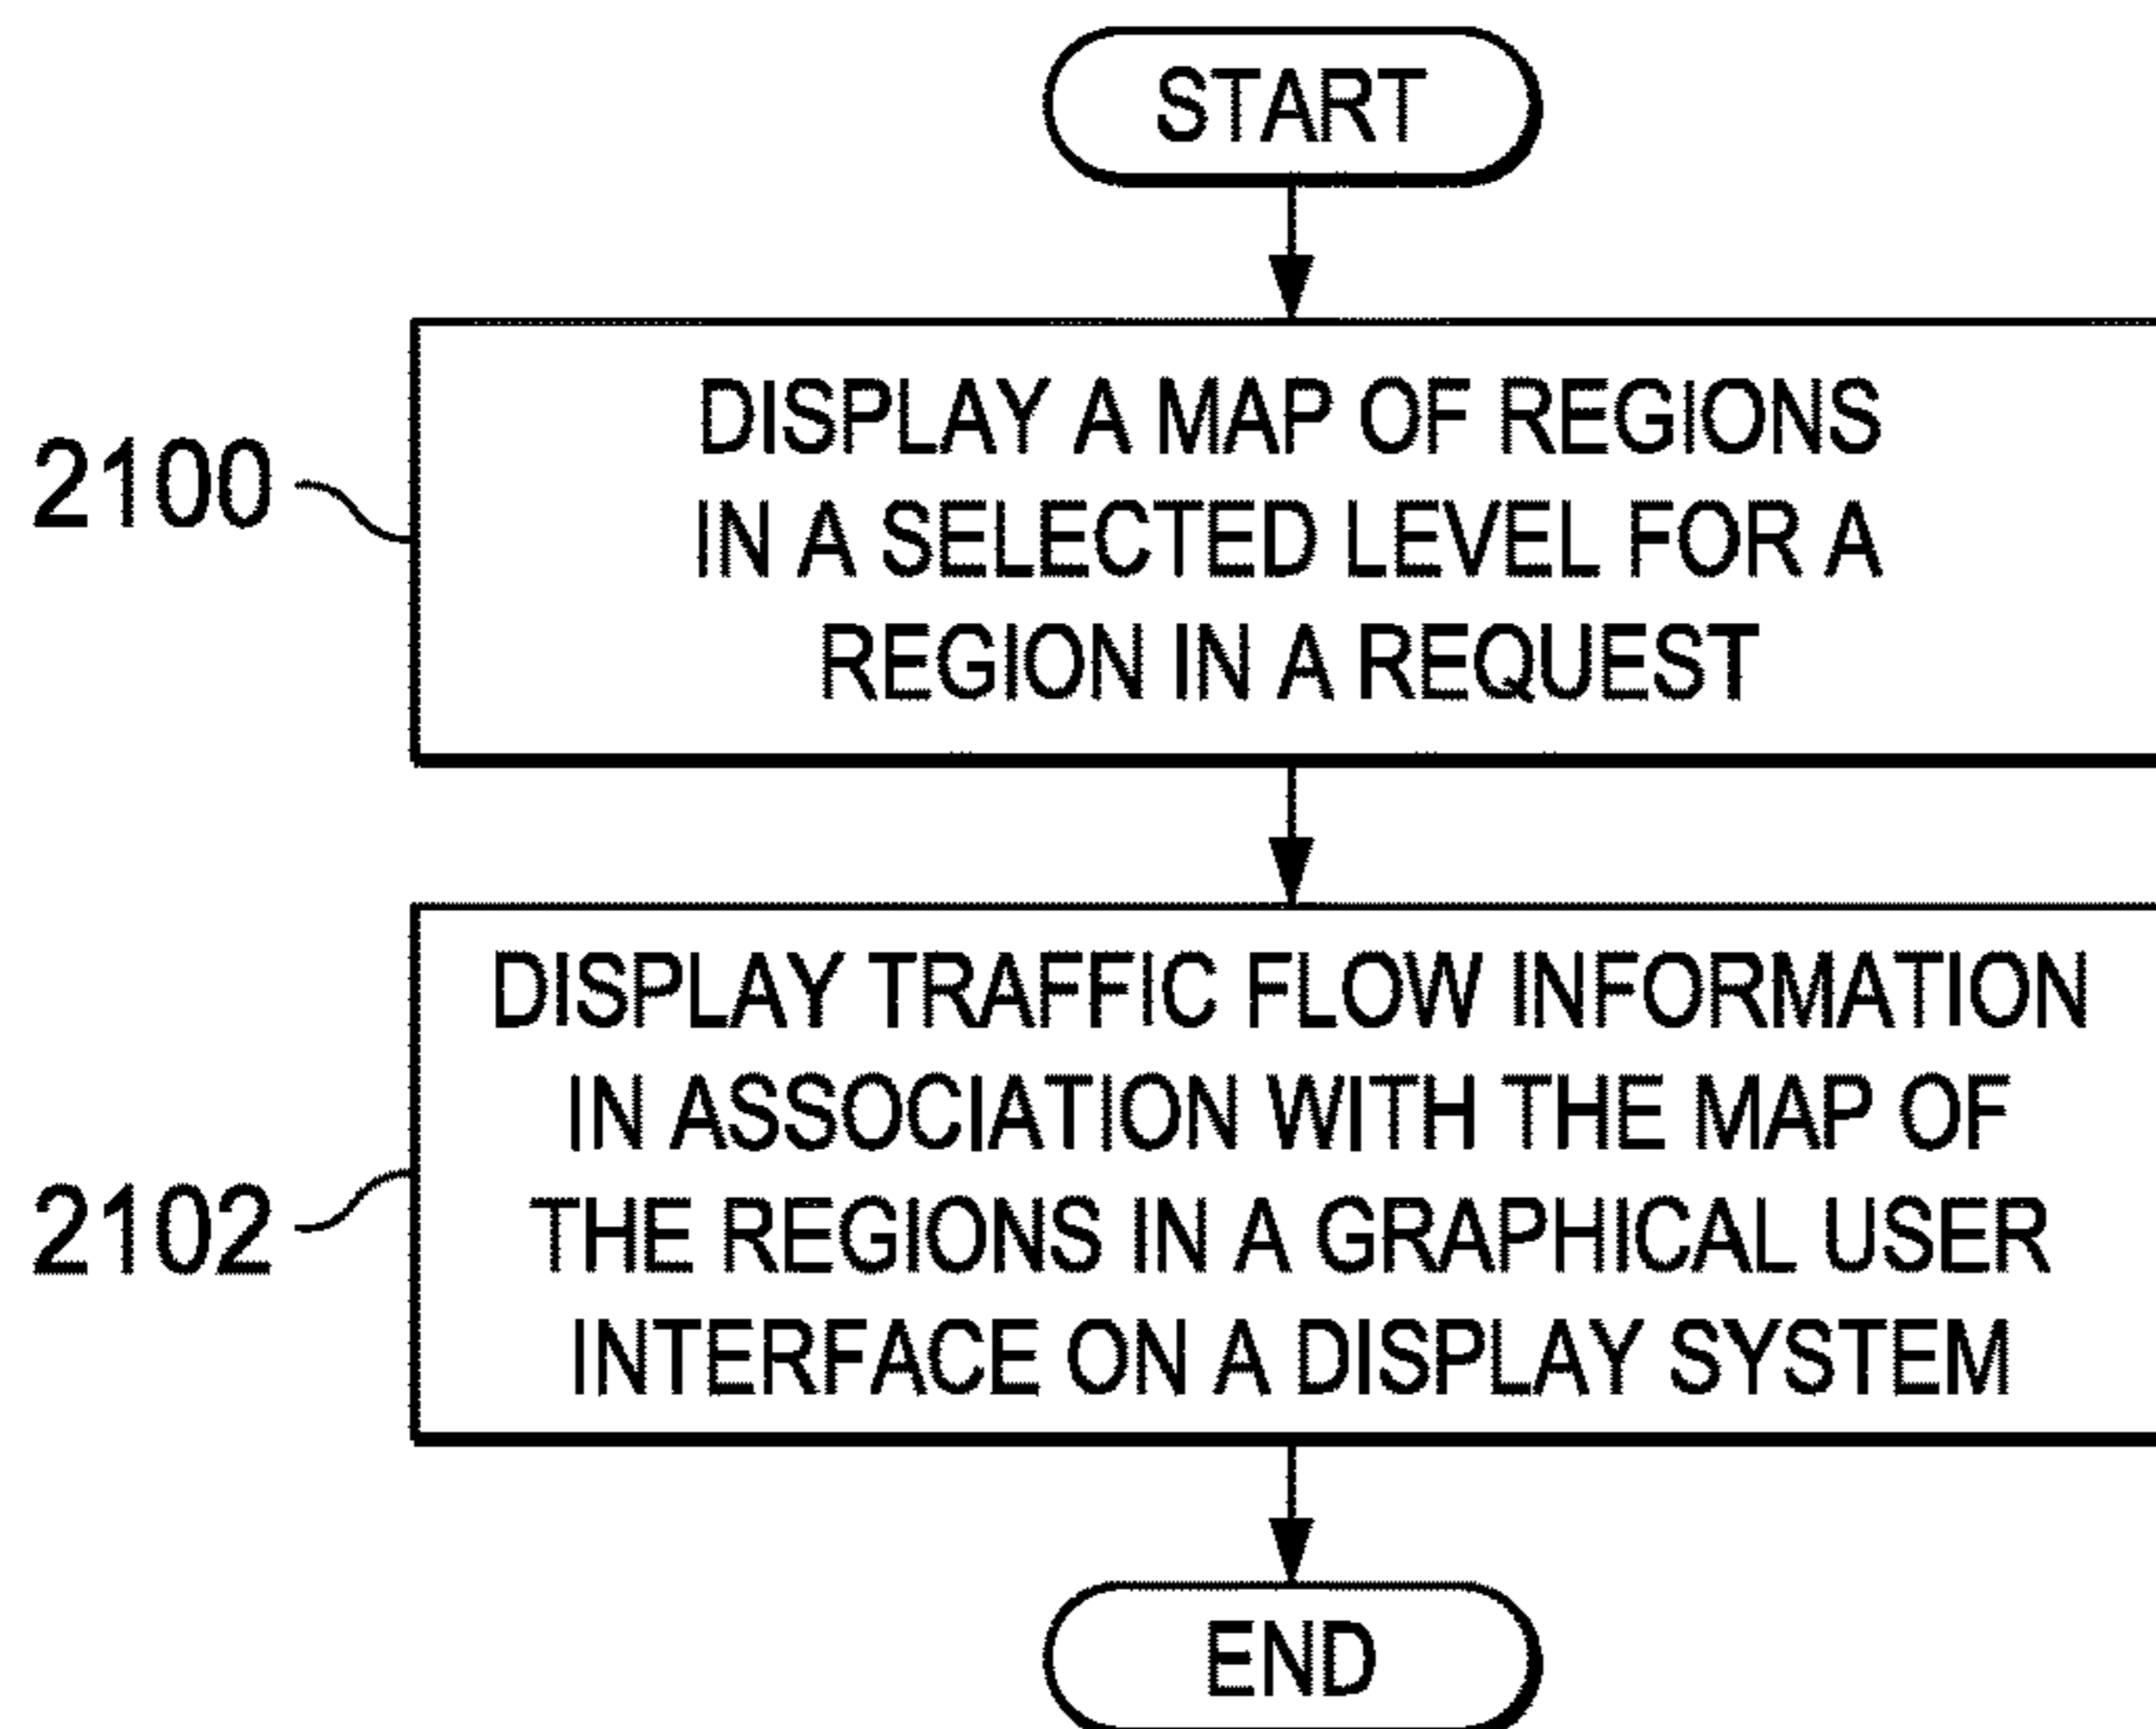 START
2100
DISPLAY A MAP OF REGIONS
IN A SELECTED LEVEL FOR A
REGION IN A REQUEST
2102
DISPLAY TRAFFIC FLOW INFORMATION
IN ASSOCIATION WITH THE MAP OF
THE REGIONS IN A GRAPHICAL USER
INTERFACE ON A DISPLAY SYSTEM
END